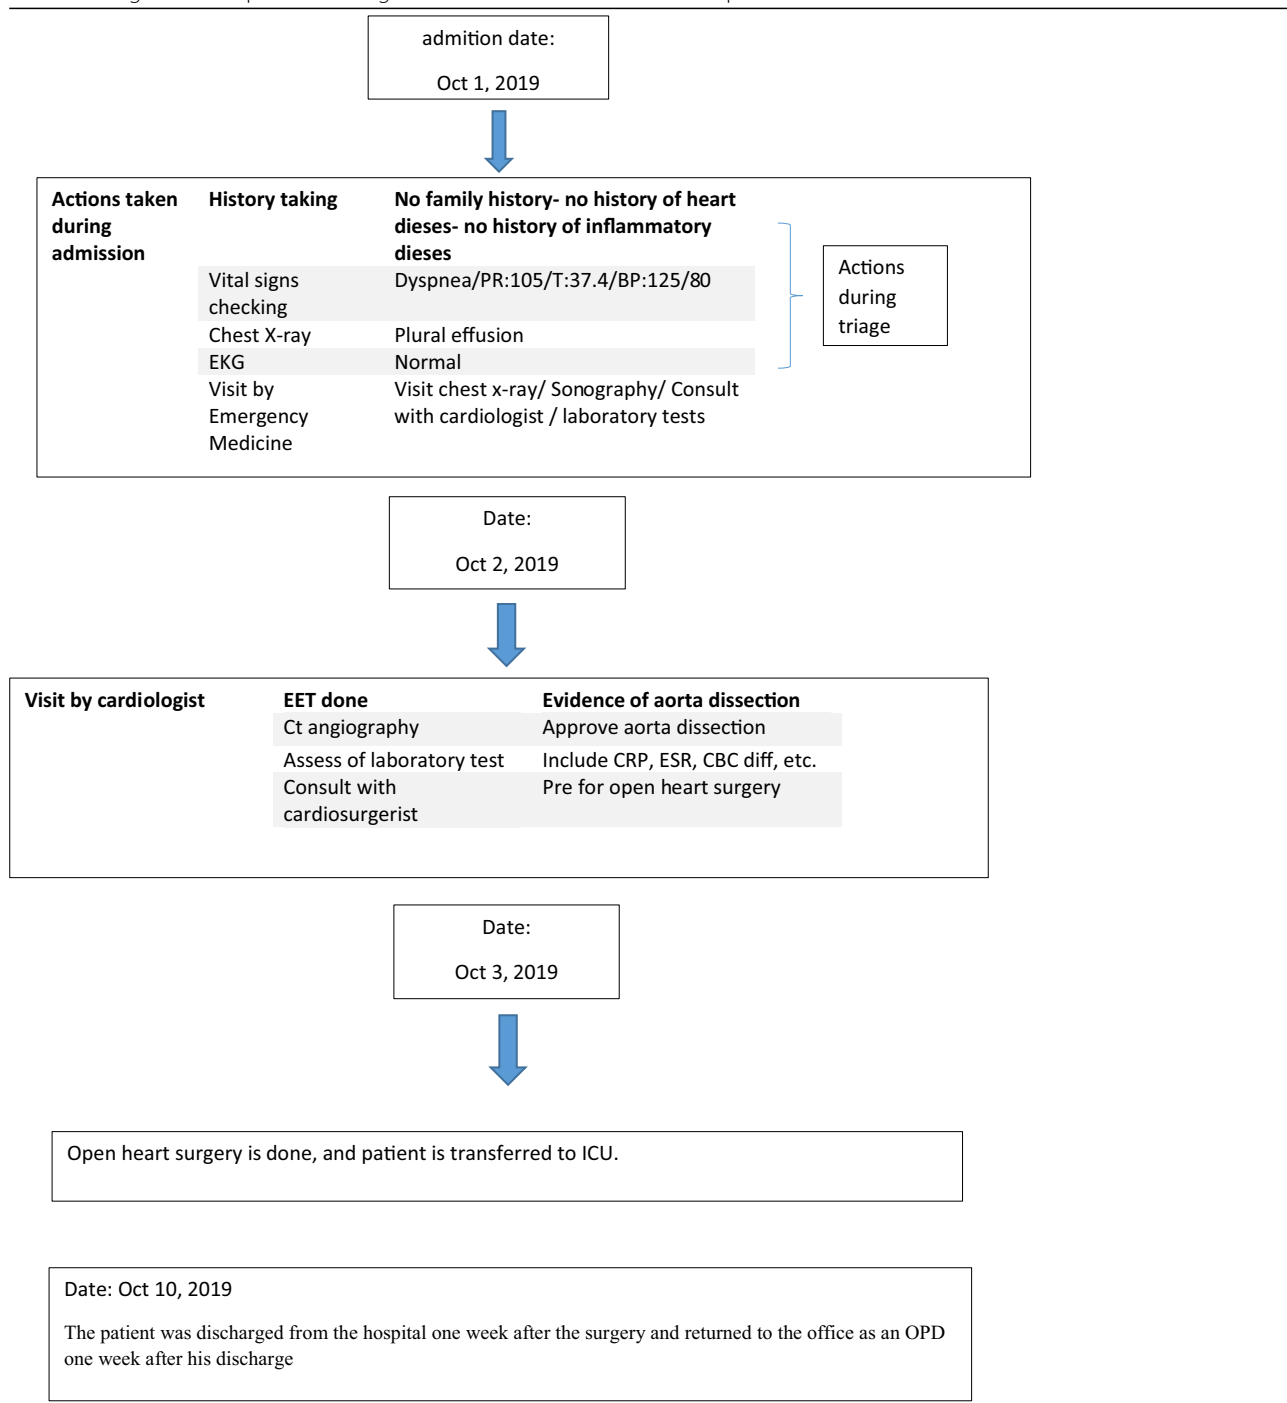 admition date:
Oct 1, 2019
Actions taken during admission
History taking
No family history- no history of heart
dieses- no history of inflammatory
dieses
Vital signs
checking
Dyspnea/PR:105/T:37.4/BP:125/80
Chest X-ray
Plural effusion
EKG
Normal
Visit by
Emergency
Medicine
Visit chest x-ray/ Sonography/ Consult
with cardiologist / laboratory tests
Actions
during
triage
Date:
Oct 2, 2019
Visit by cardiologist
EET done
Evidence of aorta dissection
Ct angiography
Approve aorta dissection
Assess of laboratory test
Include CRP, ESR, CBC diff, etc.
Consult with
cardiosurgerist
Pre for open heart surgery
Date:
Oct 3, 2019
Open heart surgery is done, and patient is transferred to ICU.
Date: Oct 10, 2019
The patient was discharged from the hospital one week after the surgery and returned to the office as an OPD
one week after his discharge